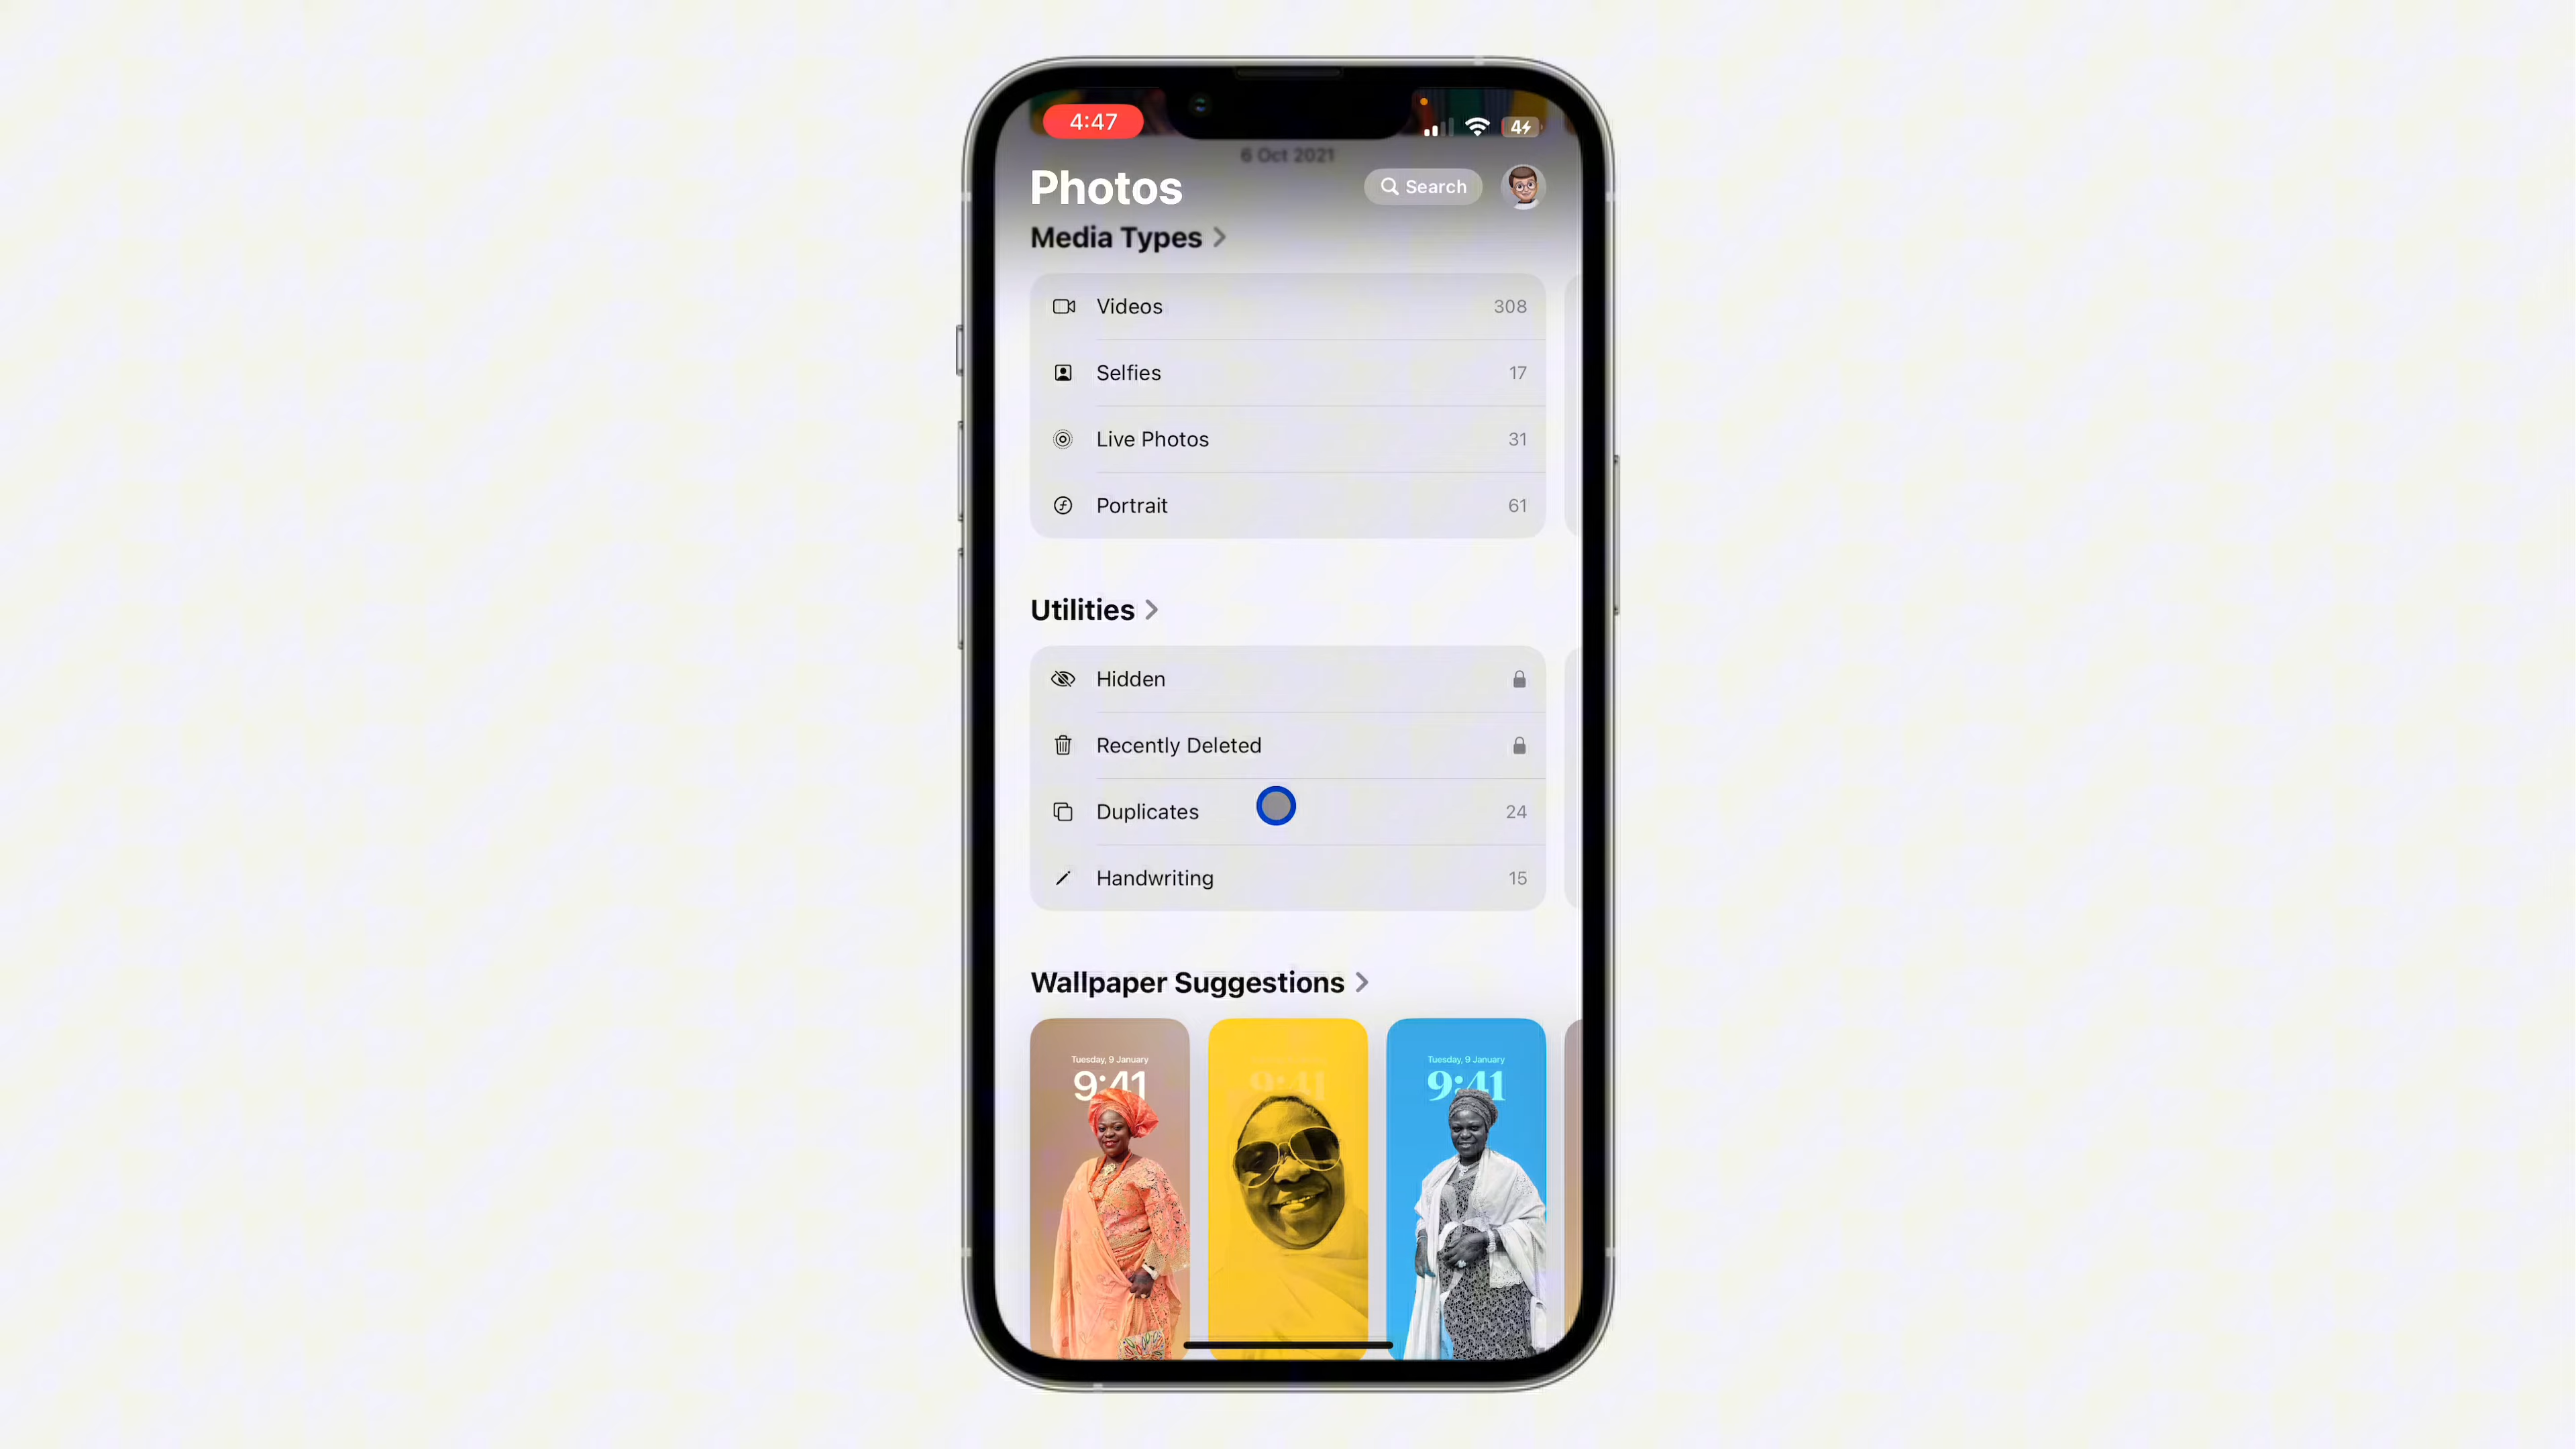 4:47
4
6 Oct 2021
Photos
Search
Media Types
Videos 308
Selfies 17
Live Photos 31
Portrait 61
Utilities
Hidden
Recently Deleted
Duplicates 24
Handwriting 15
Wallpaper Suggestions
Tuesday, 9 January
9:41
9:41
Tuesday, 9 January
9:41